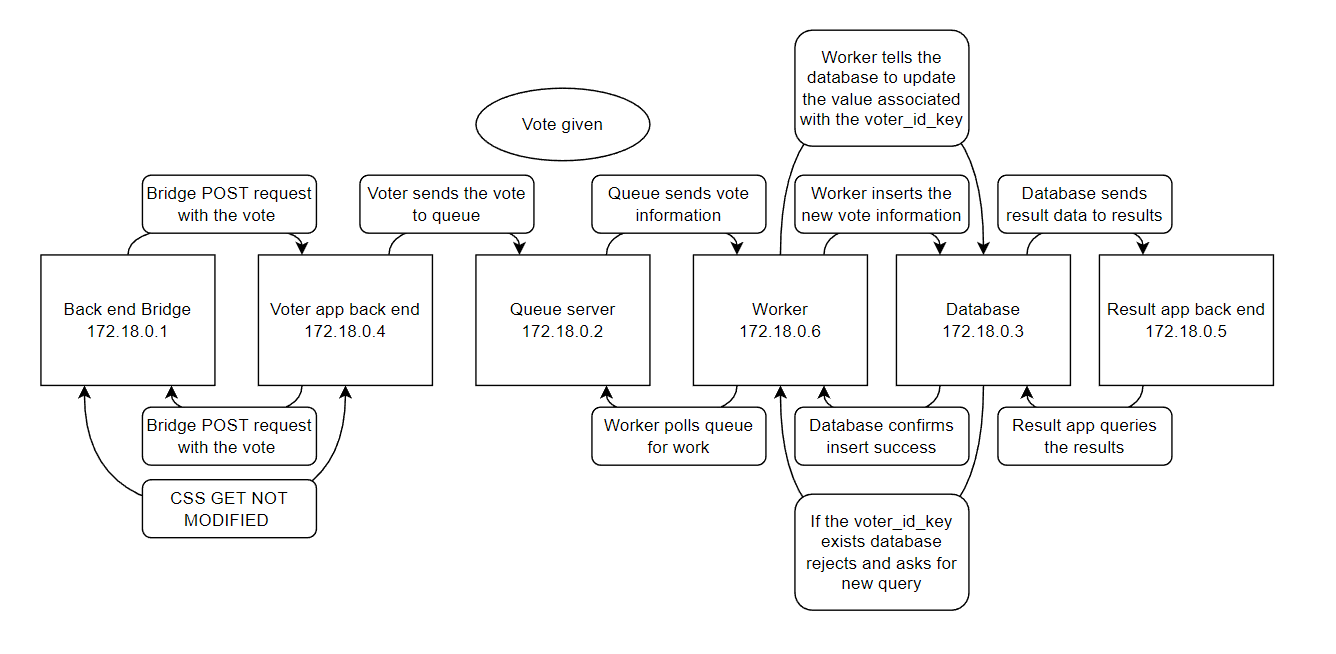 Worker tells the
database to update
the value associated
with the voter_id_key
Vote given
Bridge POST request
with the vote
Voter sends the vote
to queue
Queue sends vote
information
Worker inserts the
new vote information
Database sends
result data to results
Back end Bridge
172.18.0.1
Voter app back end
172.18.0.4
Queue server
172.18.0.2
Worker
172.18.0.6
Database
172.18.0.3
Result app back end
172.18.0.5
Bridge POST request
with the vote
Worker polls queue
for work
Database confirms
insert success
Result app queries
the results
CSS GET NOT
MODIFIED
If the voter_id_key
exists database
rejects and asks for
new query